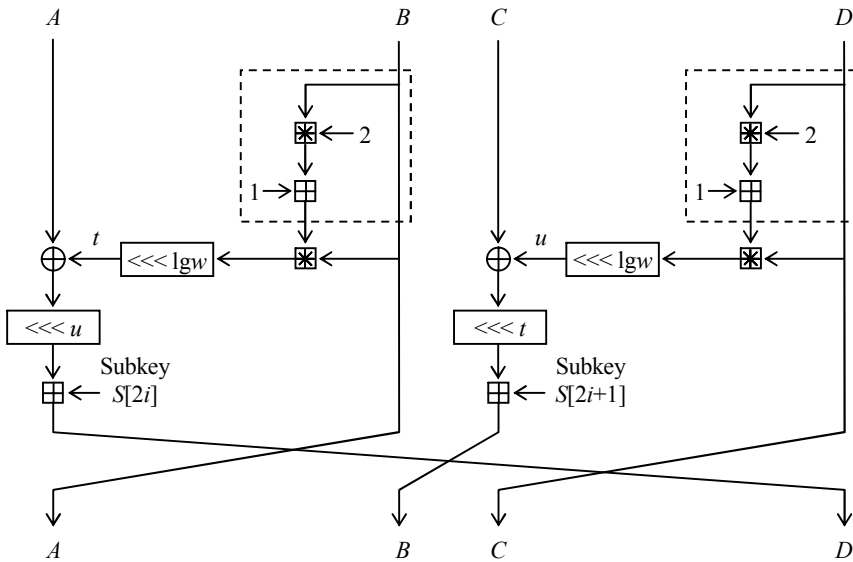 A B C D
2 2
1 1
t u
<<< lgw <<< lgw
<<< u <<< t
Subkey Subkey
S[2i] S[2i+1]
A B C D